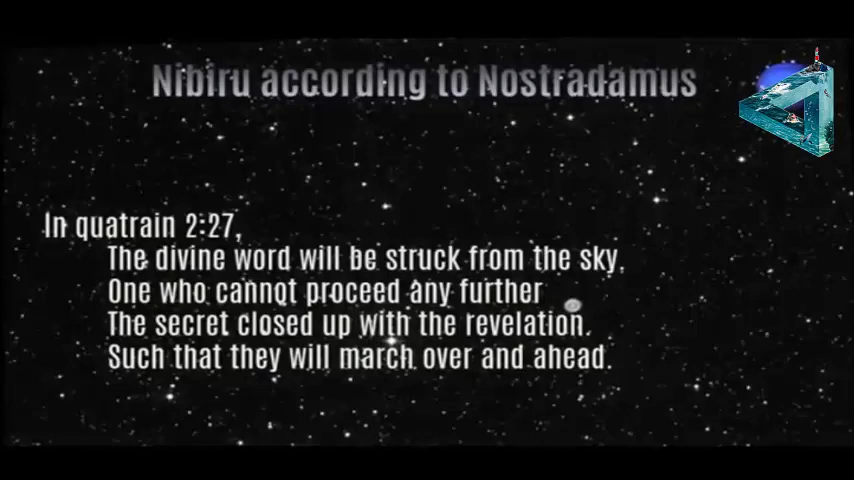 Nibiru according to Nostradamus
In quatrain 2:27,
The divine word will be struck from the sky,
One who cannot proceed any further
The secret closed up with the revelation.
Such that they will march over and ahead.